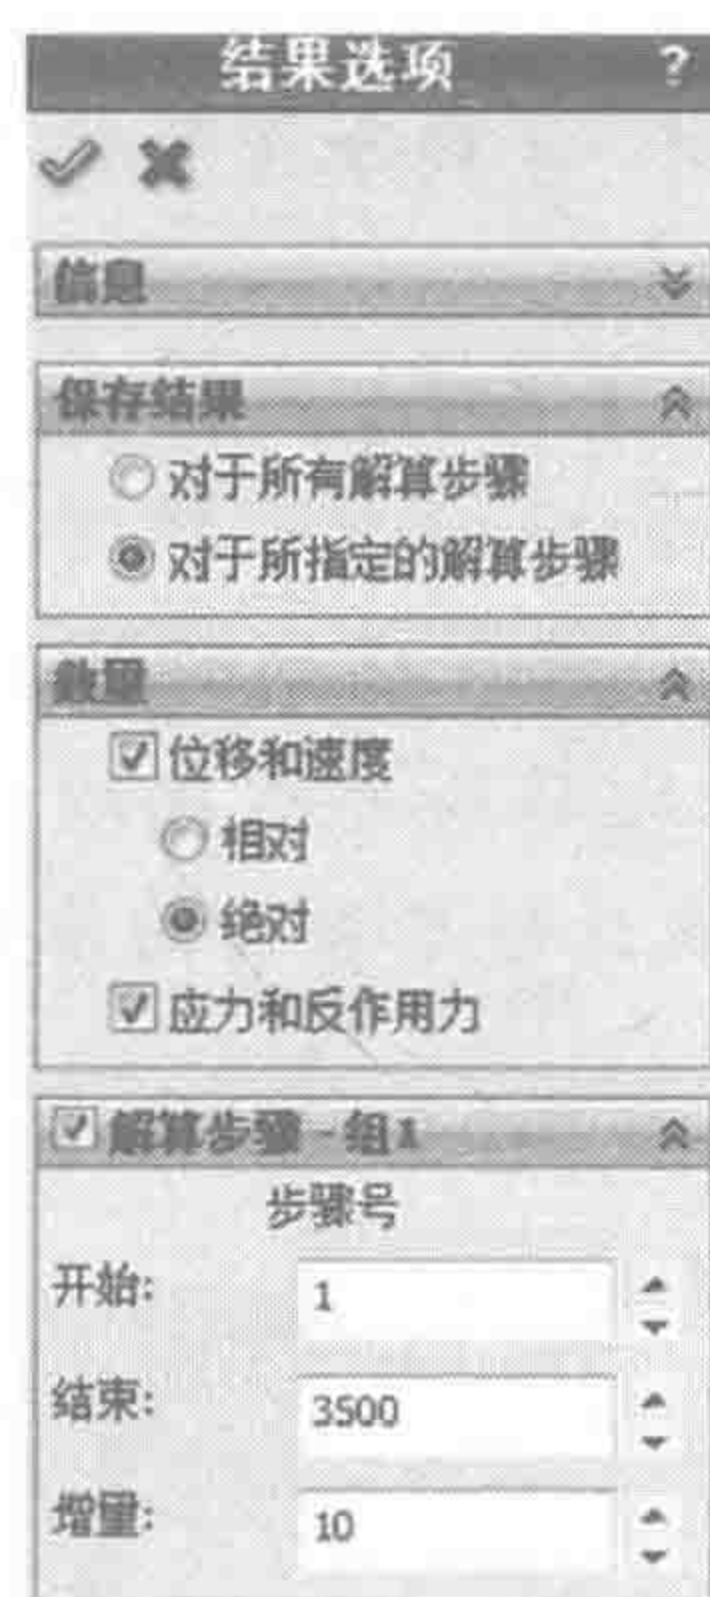 结果选项 ?
信息
保存结果
对于所有解算步骤
对于所指定的解算步骤
数量
位移和速度
相对
绝对
应力和反作用力
解算步骤 - 组1
步骤号
开始: 1
结束: 3500
增量: 10